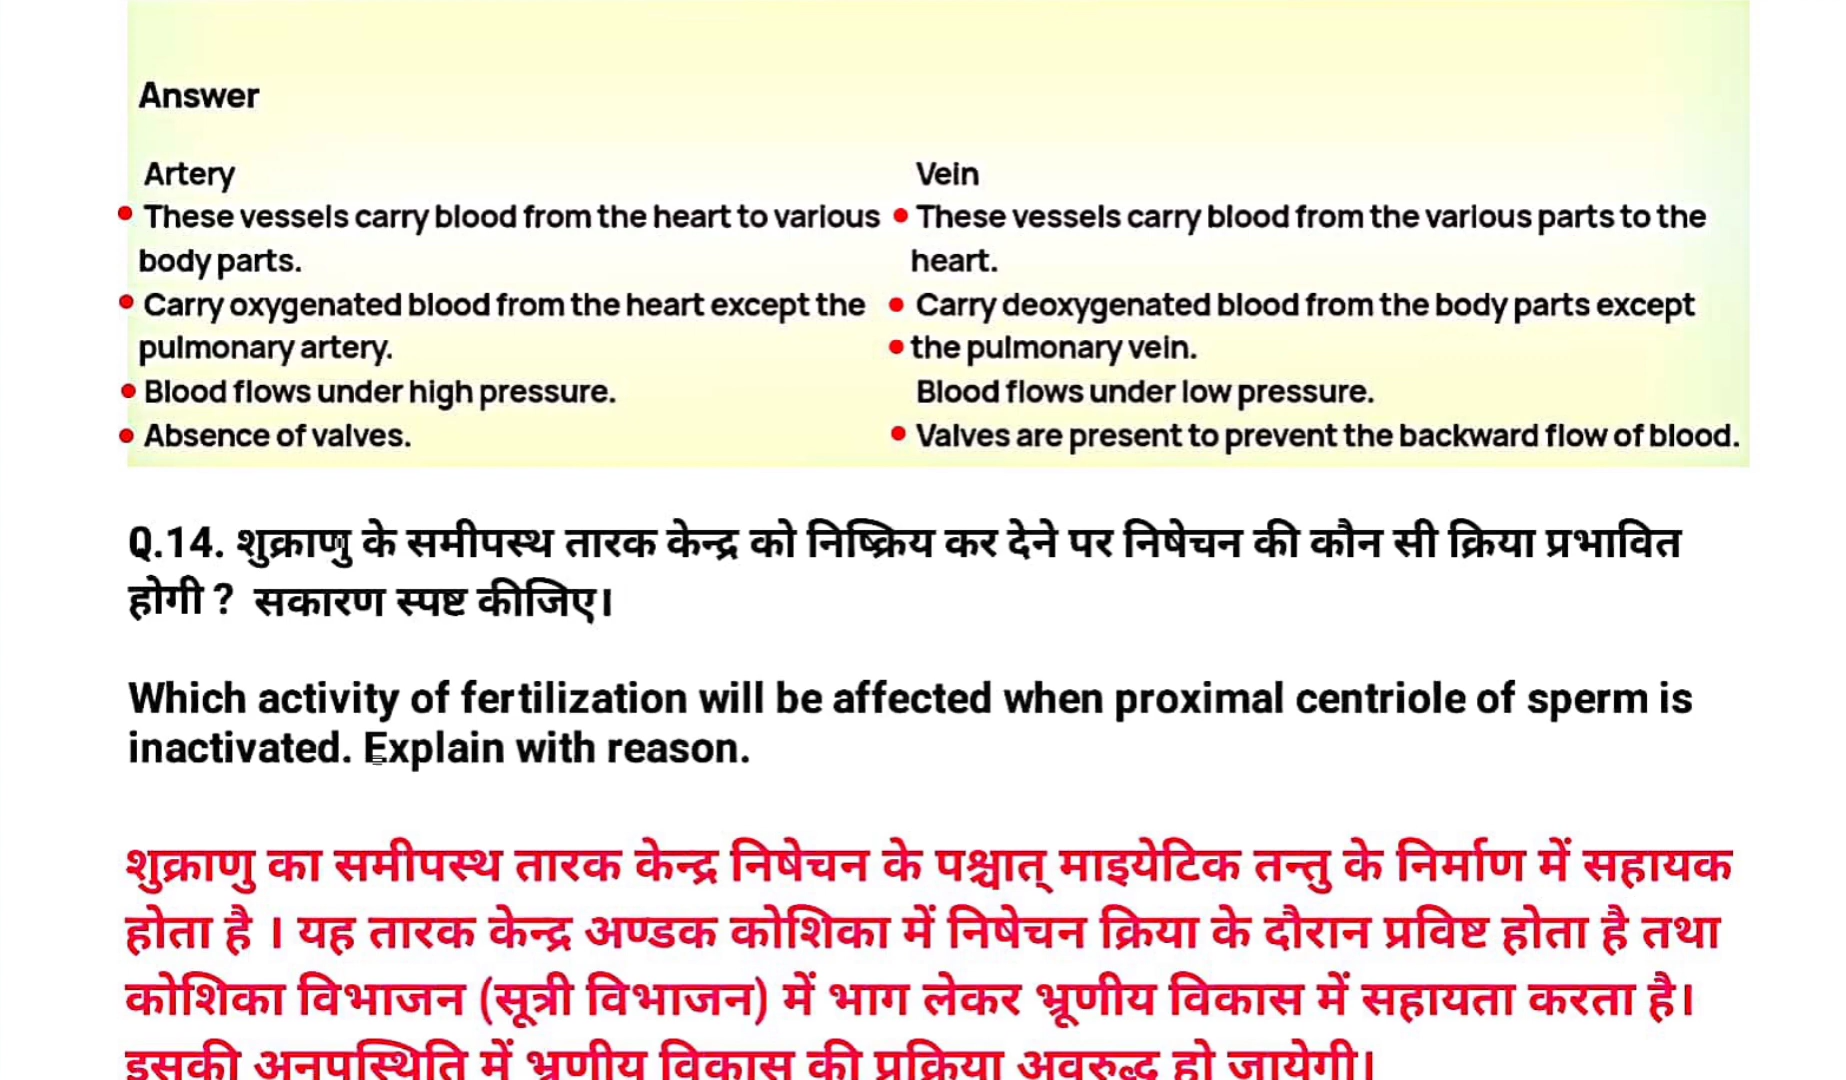 Answer
Artery
• These vessels carry blood from the heart to various
body parts.
• Carry oxygenated blood from the heart except the
pulmonary artery.
• Blood flows under high pressure.
• Absence of valves.
Vein
• These vessels carry blood from the various parts to the
heart.
• Carry deoxygenated blood from the body parts except
• the pulmonary vein.
Blood flows under low pressure.
• Valves are present to prevent the backward flow of blood.
Q.14. शुक्राणु के समीपस्थ तारक केन्द्र को निष्क्रिय कर देने पर निषेचन की कौन सी क्रिया प्रभावित
होगी ? सकारण स्पष्ट कीजिए।
Which activity of fertilization will be affected when proximal centriole of sperm is
inactivated. Explain with reason.
शुक्राणु का समीपस्थ तारक केन्द्र निषेचन के पश्चात् माइयेटिक तन्तु के निर्माण में सहायक
होता है । यह तारक केन्द्र अण्डक कोशिका में निषेचन क्रिया के दौरान प्रविष्ट होता है तथा
कोशिका विभाजन (सूत्री विभाजन) में भाग लेकर भ्रूणीय विकास में सहायता करता है।
इसकी अनुपस्थिति में भ्रूणीय विकास की प्रक्रिया अवरुद्ध हो जायेगी।